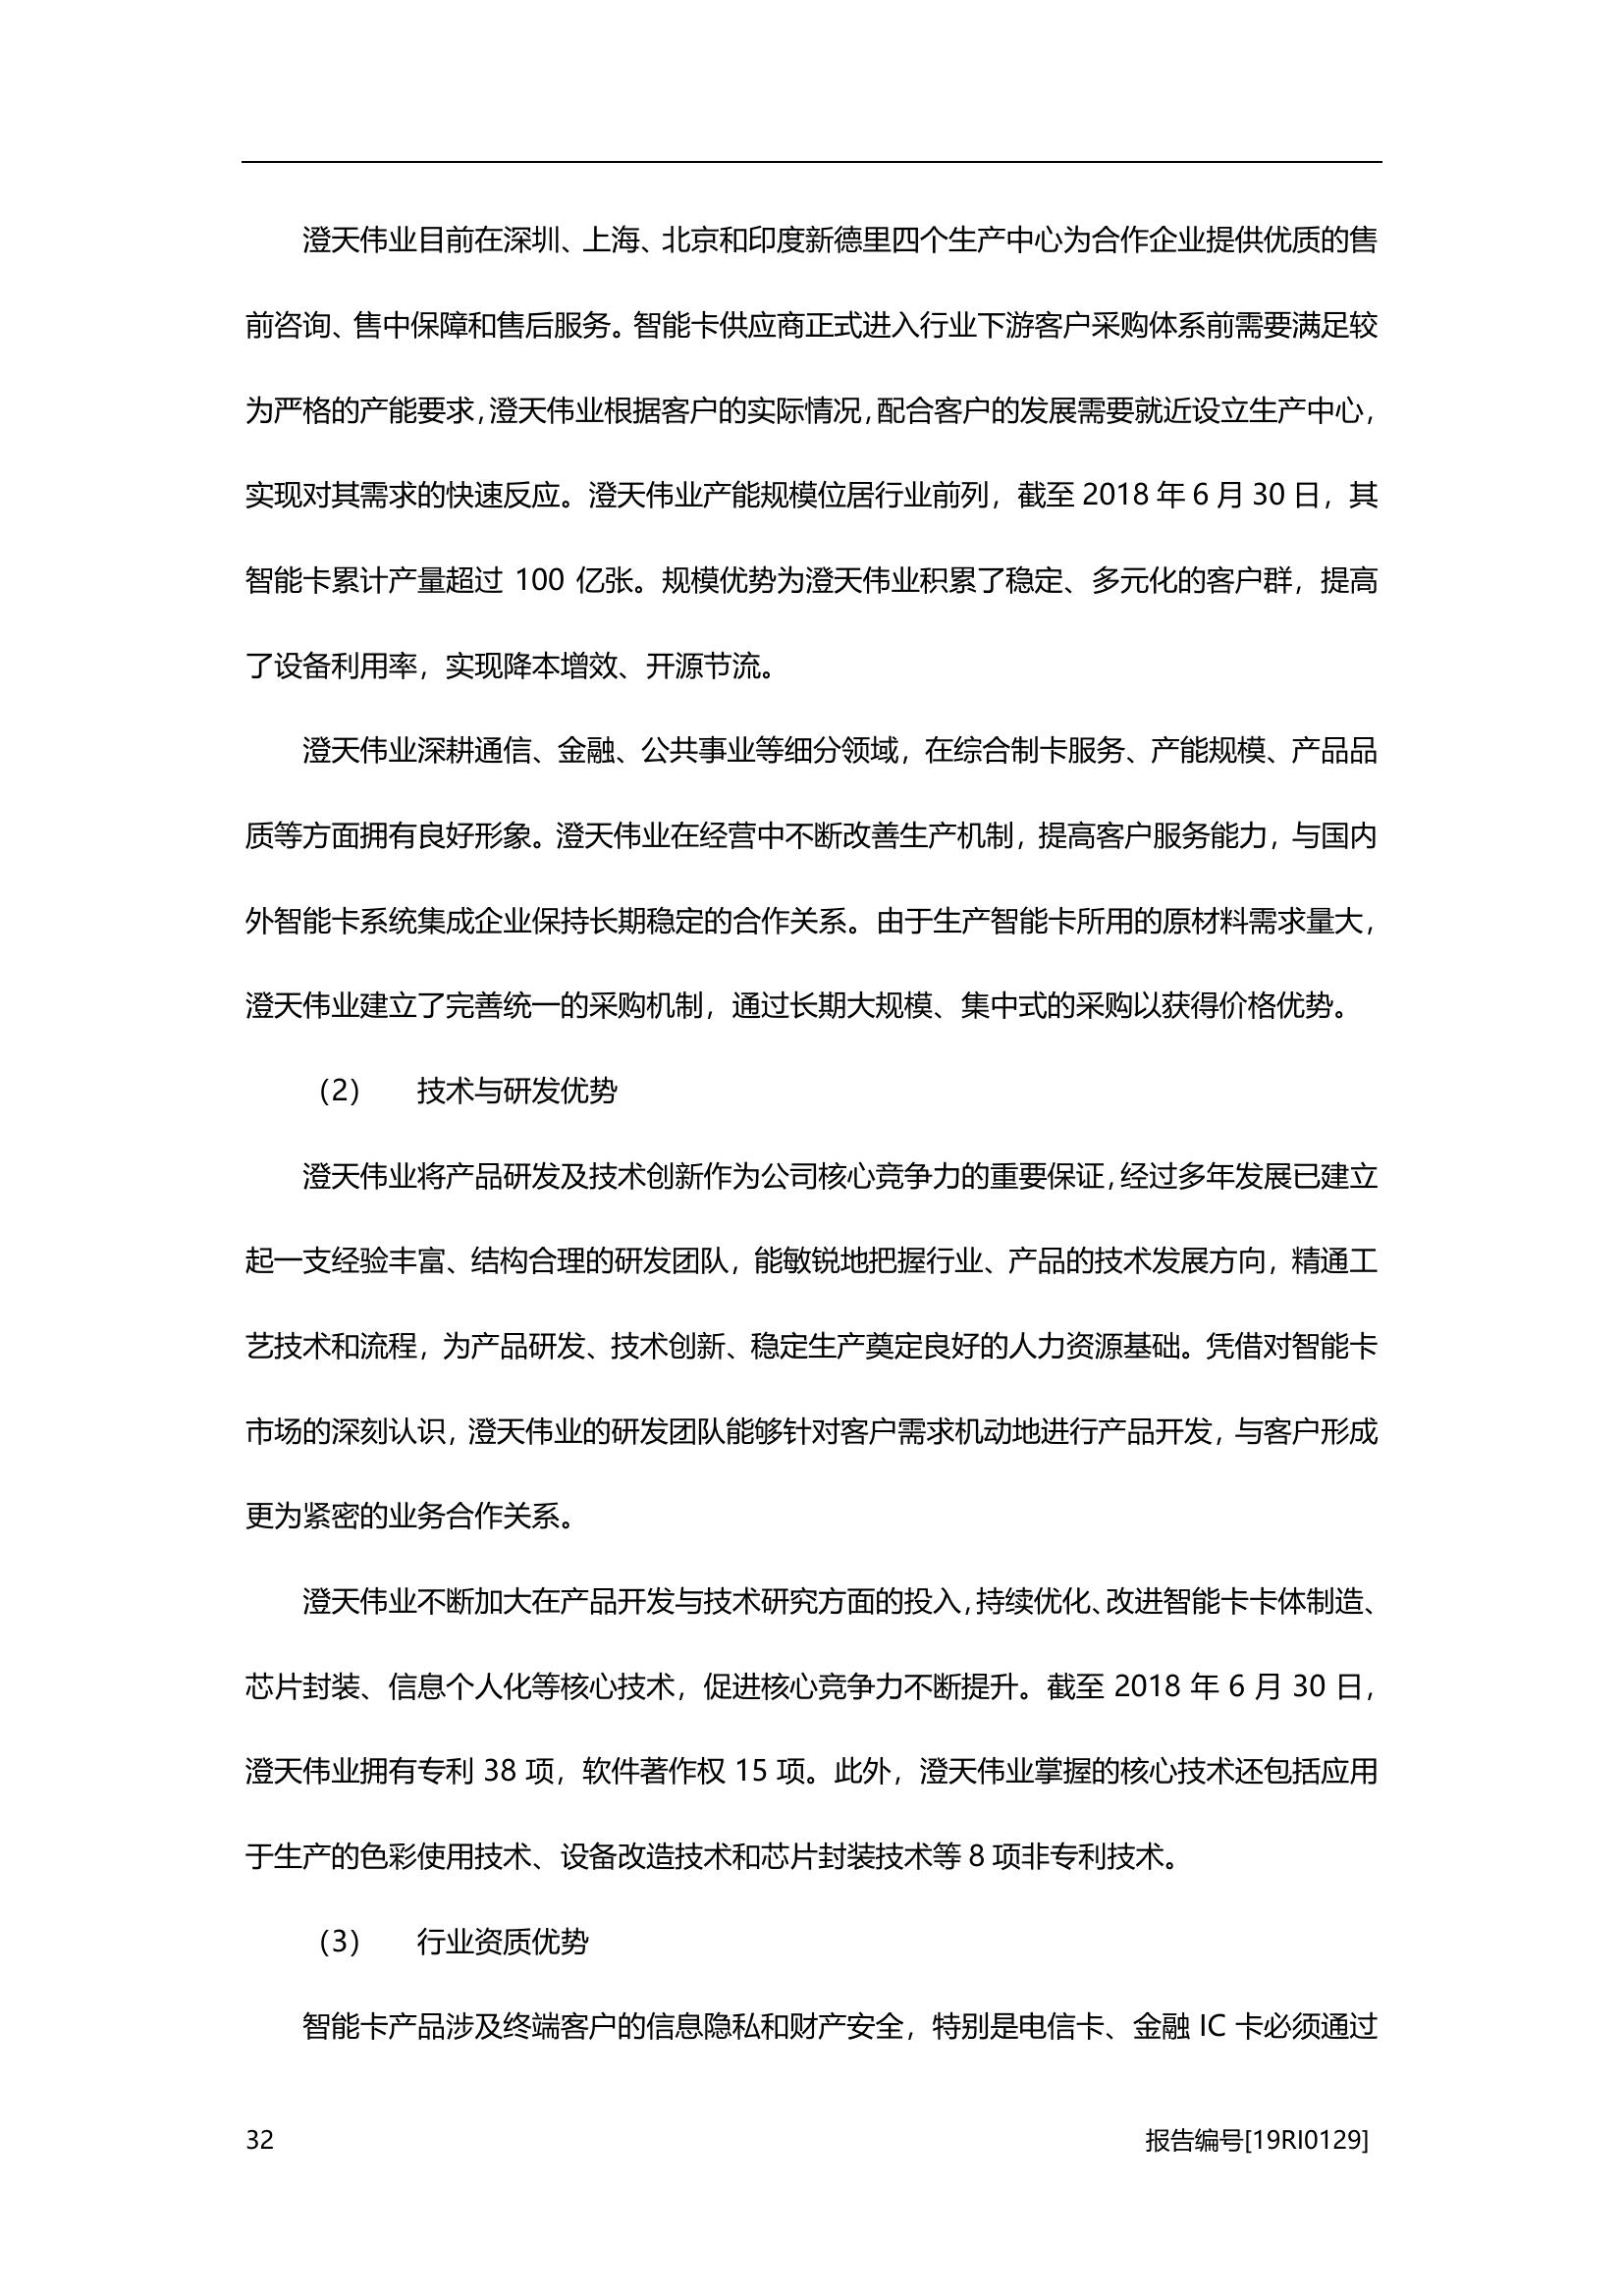 澄天伟业目前在深圳、上海、北京和印度新德里四个生产中心为合作企业提供优质的售
前咨询、售中保障和售后服务。智能卡供应商正式进入行业下游客户采购体系前需要满足较
为严格的产能要求，澄天伟业根据客户的实际情况，配合客户的发展需要就近设立生产中心，
实现对其需求的快速反应。澄天伟业产能规模位居行业前列，截至 2018 年 6 月 30 日，其
智能卡累计产量超过 100 亿张。规模优势为澄天伟业积累了稳定、多元化的客户群，提高
了设备利用率，实现降本增效、开源节流。
澄天伟业深耕通信、金融、公共事业等细分领域，在综合制卡服务、产能规模、产品品
质等方面拥有良好形象。澄天伟业在经营中不断改善生产机制，提高客户服务能力，与国内
外智能卡系统集成企业保持长期稳定的合作关系。由于生产智能卡所用的原材料需求量大，
澄天伟业建立了完善统一的采购机制，通过长期大规模、集中式的采购以获得价格优势。
（2） 技术与研发优势
澄天伟业将产品研发及技术创新作为公司核心竞争力的重要保证，经过多年发展已建立
起一支经验丰富、结构合理的研发团队，能敏锐地把握行业、产品的技术发展方向，精通工
艺技术和流程，为产品研发、技术创新、稳定生产奠定良好的人力资源基础。凭借对智能卡
市场的深刻认识，澄天伟业的研发团队能够针对客户需求机动地进行产品开发，与客户形成
更为紧密的业务合作关系。
澄天伟业不断加大在产品开发与技术研究方面的投入，持续优化、改进智能卡卡体制造、
芯片封装、信息个人化等核心技术，促进核心竞争力不断提升。截至 2018 年 6 月 30 日，
澄天伟业拥有专利 38 项，软件著作权 15 项。此外，澄天伟业掌握的核心技术还包括应用
于生产的色彩使用技术、设备改造技术和芯片封装技术等 8 项非专利技术。
（3） 行业资质优势
智能卡产品涉及终端客户的信息隐私和财产安全，特别是电信卡、金融 IC 卡必须通过
32 报告编号[19RI0129]